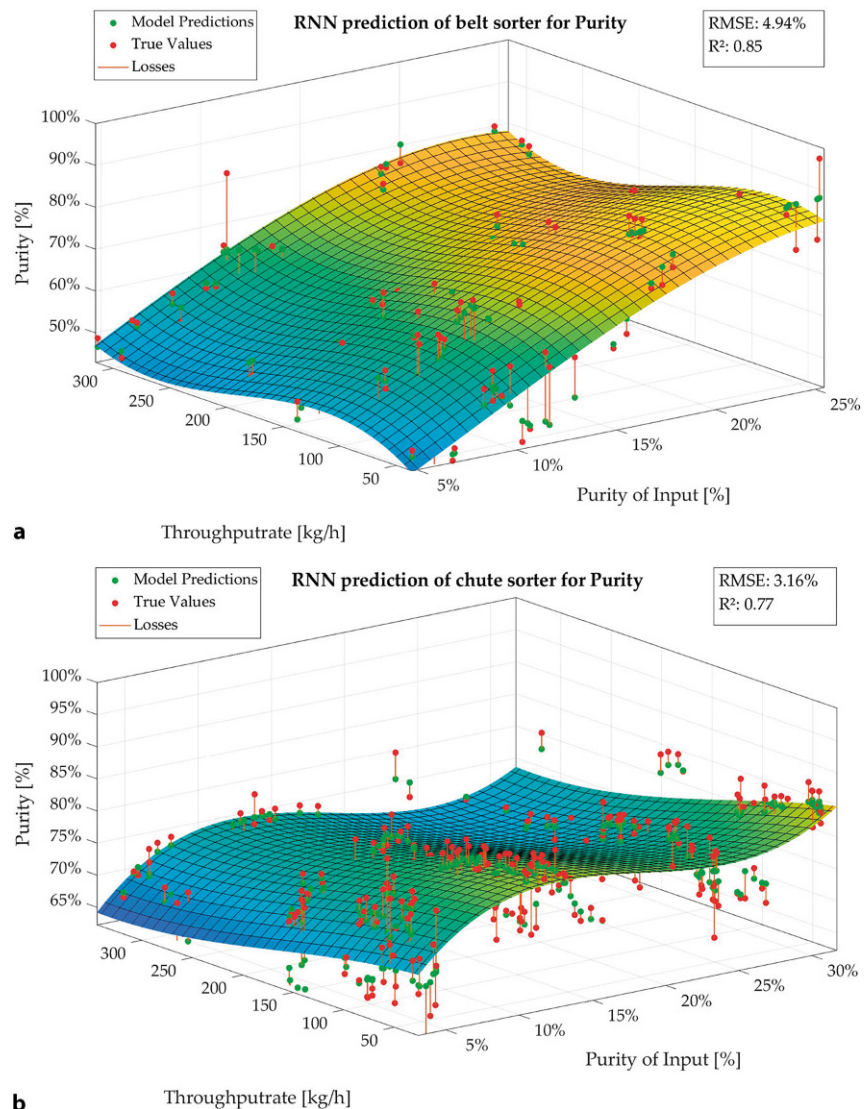 Model Predictions
True Values
Losses
RNN prediction of belt sorter for Purity
RMSE: 4.94%
R²: 0.85
100%
90%
80%
70%
60%
50%
Purity [%]
300
250
200
150
100
50
5%
10%
15%
20%
25%
Purity of Input [%]
a
Throughputrate [kg/h]
Model Predictions
True Values
Losses
RNN prediction of chute sorter for Purity
RMSE: 3.16%
R²: 0.77
100%
95%
90%
85%
80%
75%
70%
65%
Purity [%]
300
250
200
150
100
50
5%
10%
15%
20%
25%
30%
Purity of Input [%]
b
Throughputrate [kg/h]